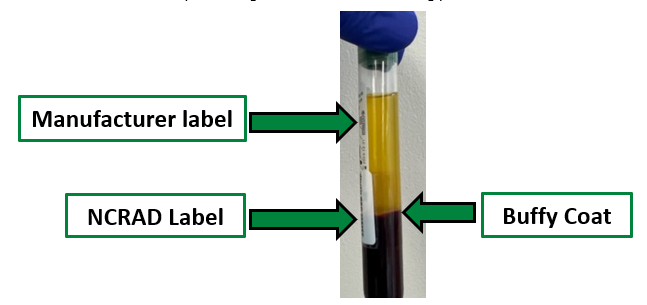 Manufacturer label
NCRAD Label
Buffy Coat